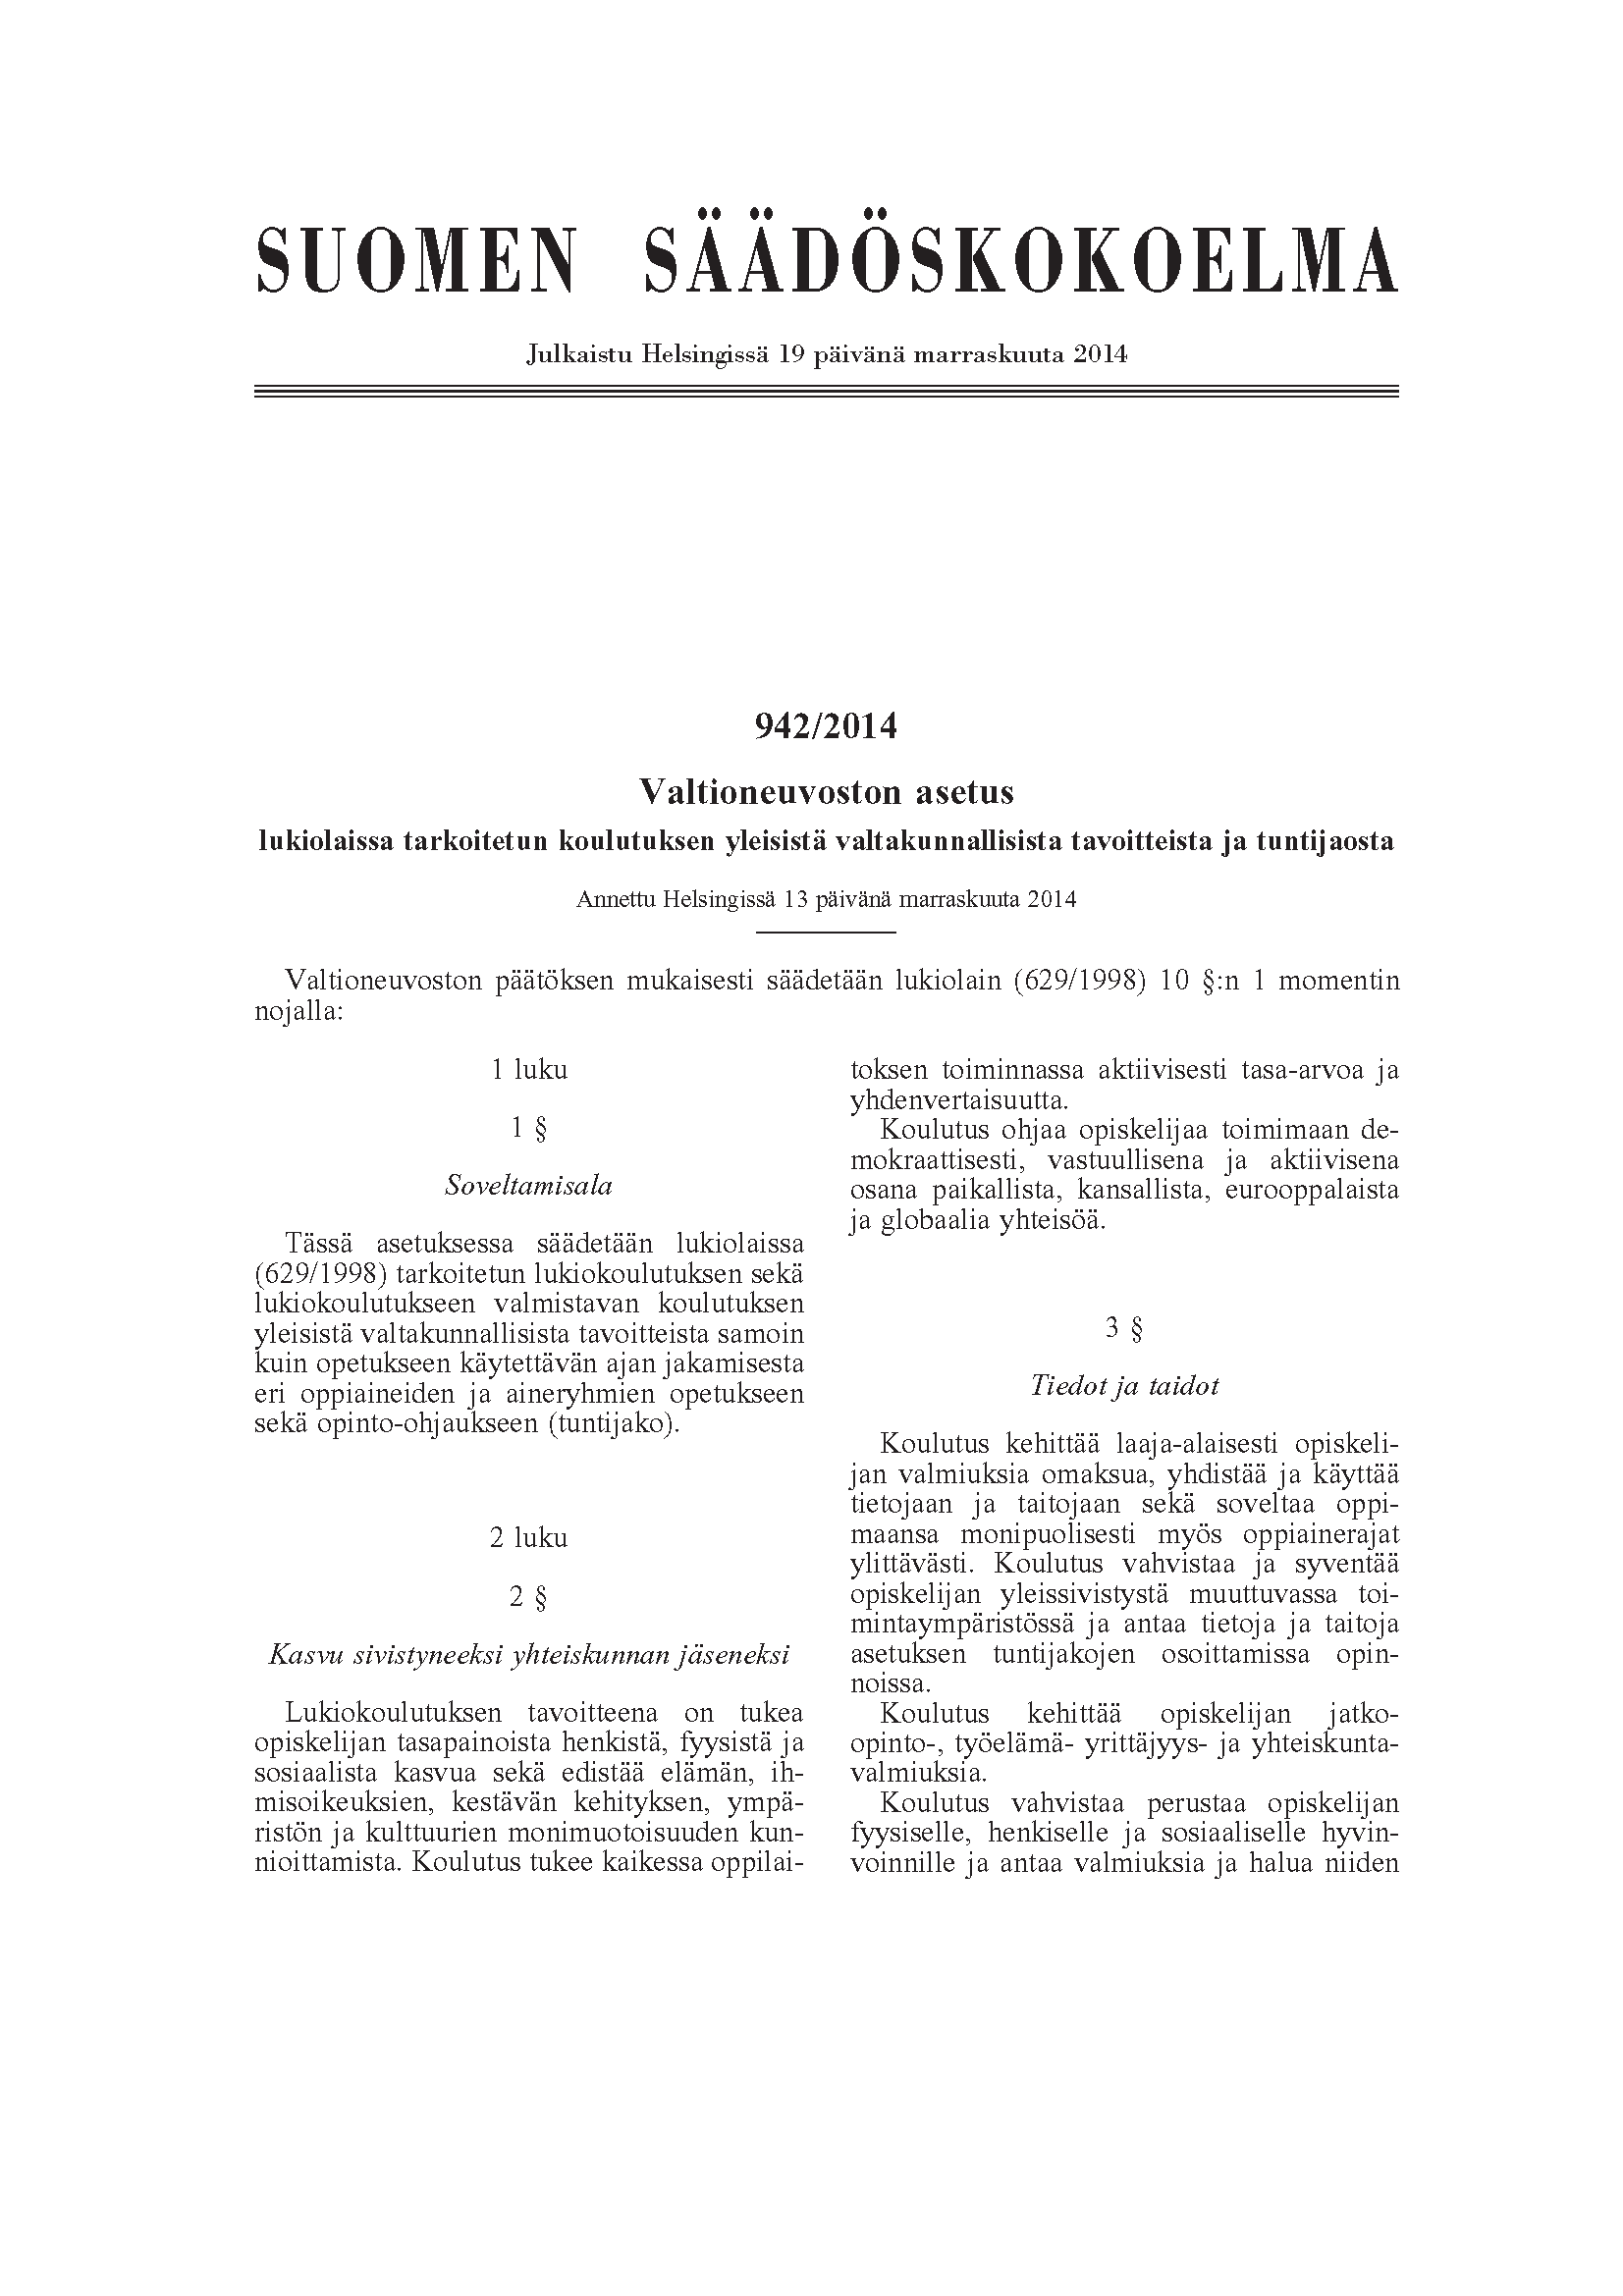 SUOMEN SÄÄDÖSKOKOELMA
Julkaistu Helsingissä 19 päivänä marraskuuta 2014
942/2014
Valtioneuvoston asetus
lukiolaissa tarkoitetun koulutuksen yleisistä valtakunnallisista tavoitteista ja tuntijaosta
Annettu Helsingissä 13 päivänä marraskuuta 2014
Valtioneuvoston päätöksen mukaisesti säädetään lukiolain (629/1998) 10 §:n 1 momentin
nojalla:
1 luku
1 §
Soveltamisala
Tässä asetuksessa säädetään lukiolaissa
(629/1998) tarkoitetun lukiokoulutuksen sekä
lukiokoulutukseen valmistavan koulutuksen
yleisistä valtakunnallisista tavoitteista samoin
kuin opetukseen käytettävän ajan jakamisesta
eri oppiaineiden ja aineryhmien opetukseen
sekä opinto-ohjaukseen (tuntijako).
2 luku
2 §
Kasvu sivistyneeksi yhteiskunnan jäseneksi
Lukiokoulutuksen tavoitteena on tukea
opiskelijan tasapainoista henkistä, fyysistä ja
sosiaalista kasvua sekä edistää elämän, ih-
misoikeuksien, kestävän kehityksen, ympä-
ristön ja kulttuurien monimuotoisuuden kun-
nioittamista. Koulutus tukee kaikessa oppilai-
toksen toiminnassa aktiivisesti tasa-arvoa ja
yhdenvertaisuutta.
Koulutus ohjaa opiskelijaa toimimaan de-
mokraattisesti, vastuullisena ja aktiivisena
osana paikallista, kansallista, eurooppalaista
ja globaalia yhteisöä.
3 §
Tiedot ja taidot
Koulutus kehittää laaja-alaisesti opiskeli-
jan valmiuksia omaksua, yhdistää ja käyttää
tietojaan ja taitojaan sekä soveltaa oppi-
maansa monipuolisesti myös oppiainerajat
ylittävästi. Koulutus vahvistaa ja syventää
opiskelijan yleissivistystä muuttuvassa toi-
mintaympäristössä ja antaa tietoja ja taitoja
asetuksen tuntijakojen osoittamissa opin-
noissa.
Koulutus kehittää opiskelijan jatko-
opinto-, työelämä- yrittäjyys- ja yhteiskunta-
valmiuksia.
Koulutus vahvistaa perustaa opiskelijan
fyysiselle, henkiselle ja sosiaaliselle hyvin-
voinnille ja antaa valmiuksia ja halua niiden